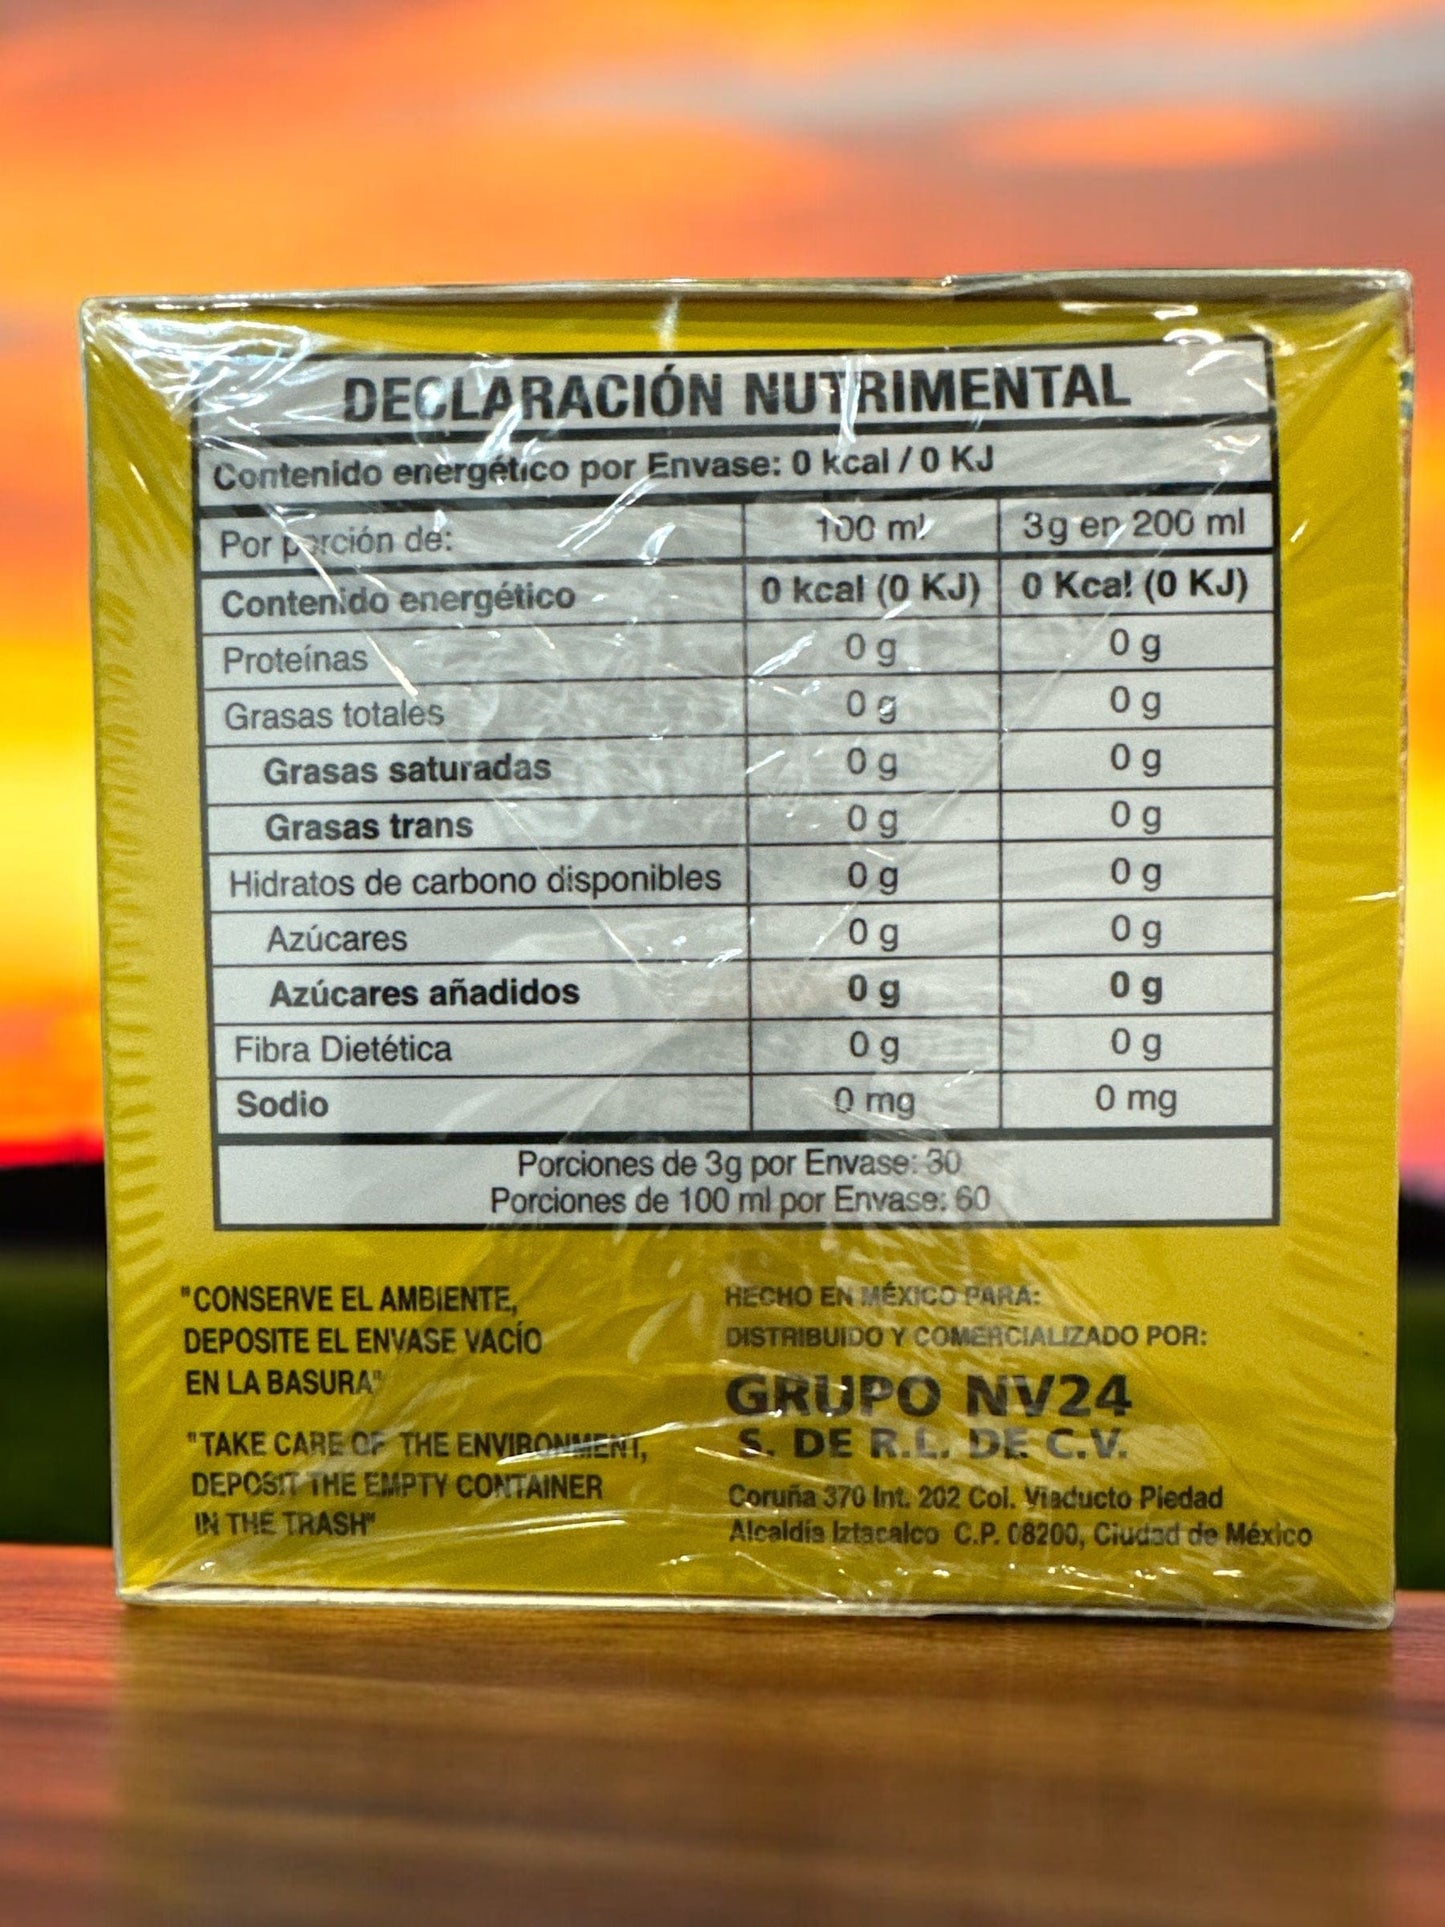 DECLARACIÓN NUTRIMENTAL
Contenido energético por Envase: 0 kcal / 0 KJ
Por porción de: 100 ml 3g en 200 ml
Contenido energético 0 kcal (0 KJ) 0 Kcal (0 KJ)
Proteínas 0 g 0 g
Grasas totales 0 g 0 g
Grasas saturadas 0 g 0 g
Grasas trans 0 g 0 g
Hidratos de carbono disponibles 0 g 0 g
Azúcares 0 g 0 g
Azúcares añadidos 0 g 0 g
Fibra Dietética 0 g 0 g
Sodio 0 mg 0 mg
Porciones de 3g por Envase: 30
Porciones de 100 ml por Envase: 60
"CONSERVE EL AMBIENTE,
DEPOSITE EL ENVASE VACÍO
EN LA BASURA"
"TAKE CARE OF THE ENVIRONMENT,
DEPOSIT THE EMPTY CONTAINER
IN THE TRASH"
HECHO EN MÉXICO PARA:
DISTRIBUIDO Y COMERCIALIZADO POR:
GRUPO NV24
S. DE R.L. DE C.V.
Coruña 370 Int. 202 Col. Viaducto Piedad
Alcaldía Iztacalco C.P. 08200, Ciudad de México